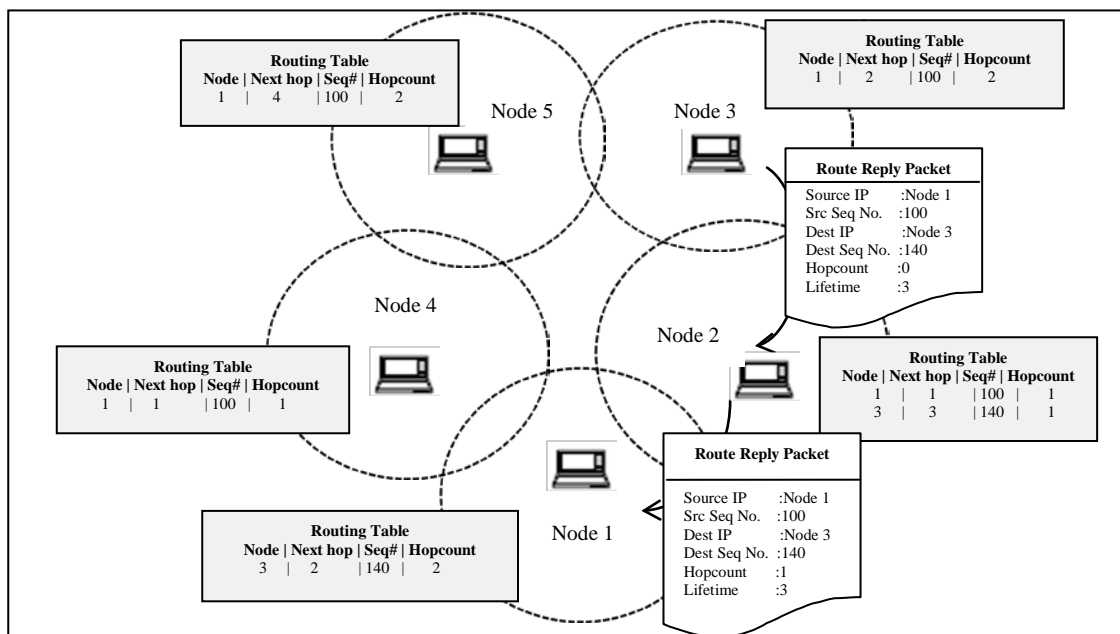 Routing Table
Node | Next hop | Seq# | Hopcount
1 | 4 |100 | 2
Routing Table
Node | Next hop | Seq# | Hopcount
1 | 2 |100 | 2
Node 5
Node 3
Route Reply Packet
Source IP :Node 1
Src Seq No. :100
Dest IP :Node 3
Dest Seq No. :140
Hopcount :0
Lifetime :3
Node 4
Node 2
Routing Table
Node | Next hop | Seq# | Hopcount
1 | 1 |100 | 1
Routing Table
Node | Next hop | Seq# | Hopcount
1 | 1 |100 | 1
3 | 3 |140 | 1
Route Reply Packet
Source IP :Node 1
Src Seq No. :100
Dest IP :Node 3
Dest Seq No. :140
Hopcount :1
Lifetime :3
Node 1
Routing Table
Node | Next hop | Seq# | Hopcount
3 | 2 |140 | 2